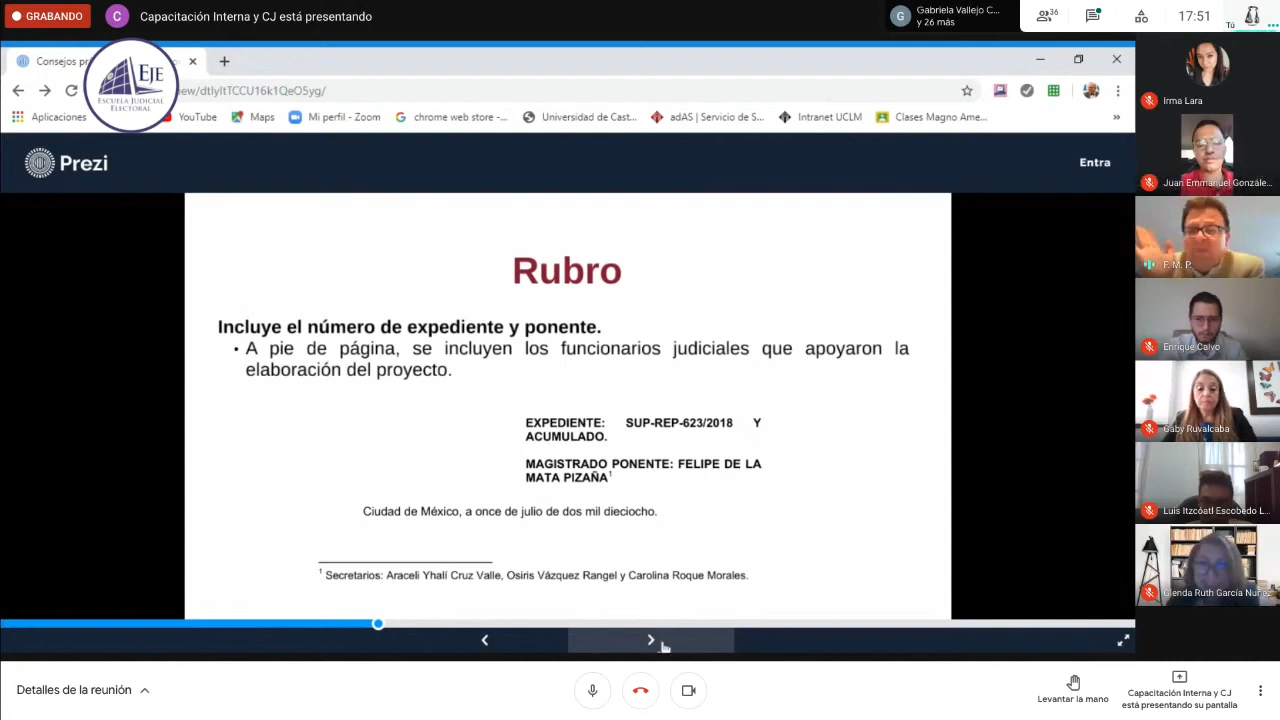 GRABANDO
C
Capacitación Interna y CJ está presentando
G
Gabriela Vallejo C...
y 26 más
36
17:51
Tú
Consejos pr
EJE
ESCUELA JUDICIAL
ELECTORAL
ew/dtlyItTCCU16k1QeO5yg/
Aplicaciones
YouTube
Maps
Mi perfil - Zoom
chrome web store -...
Universidad de Cast...
adAS | Servicio de S...
Intranet UCLM
Clases Magno Ame...
»
Prezi
Entra
Rubro
Incluye el número de expediente y ponente.
• A pie de página, se incluyen los funcionarios judiciales que apoyaron la
elaboración del proyecto.
EXPEDIENTE: SUP-REP-623/2018 Y
ACUMULADO.
MAGISTRADO PONENTE: FELIPE DE LA
MATA PIZAÑA1
Ciudad de México, a once de julio de dos mil dieciocho.
1 Secretarios: Araceli Yhalí Cruz Valle, Osiris Vázquez Rangel y Carolina Roque Morales.
Irma Lara
Juan Emmanuel Gonzále...
F. M. P.
Enrique Calvo
Gaby Ruvalcaba
Luis Itzcóatl Escobedo L...
Glenda Ruth García Nuñez
Detalles de la reunión
Levantar la mano
Capacitación Interna y CJ
está presentando su pantalla